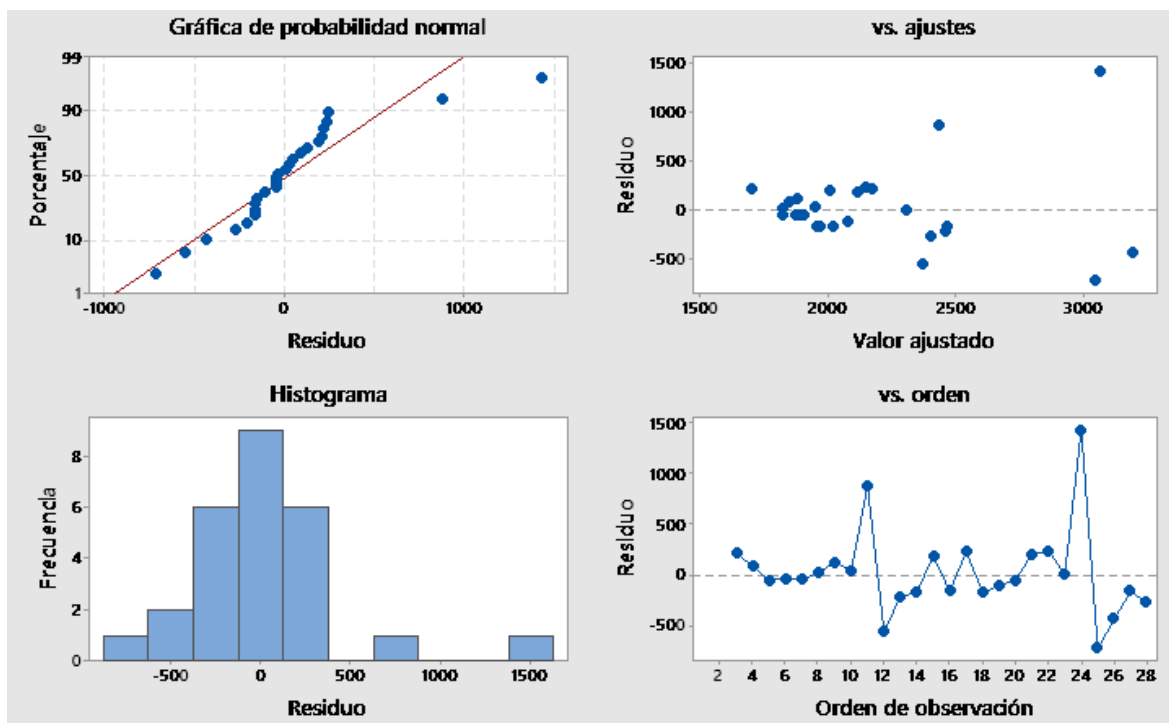 Gráfica de probabilidad normal
99
90
50
10
1
Porcentaje
-1000 0 1000
Residuo
vs. ajustes
1500
1000
500
0
-500
Residuo
1500 2000 2500 3000
Valor ajustado
Histograma
8
6
4
2
0
Frecuencia
-500 0 500 1000 1500
Residuo
vs. orden
1500
1000
500
0
-500
Residuo
2 4 6 8 10 12 14 16 18 20 22 24 26 28
Orden de observación